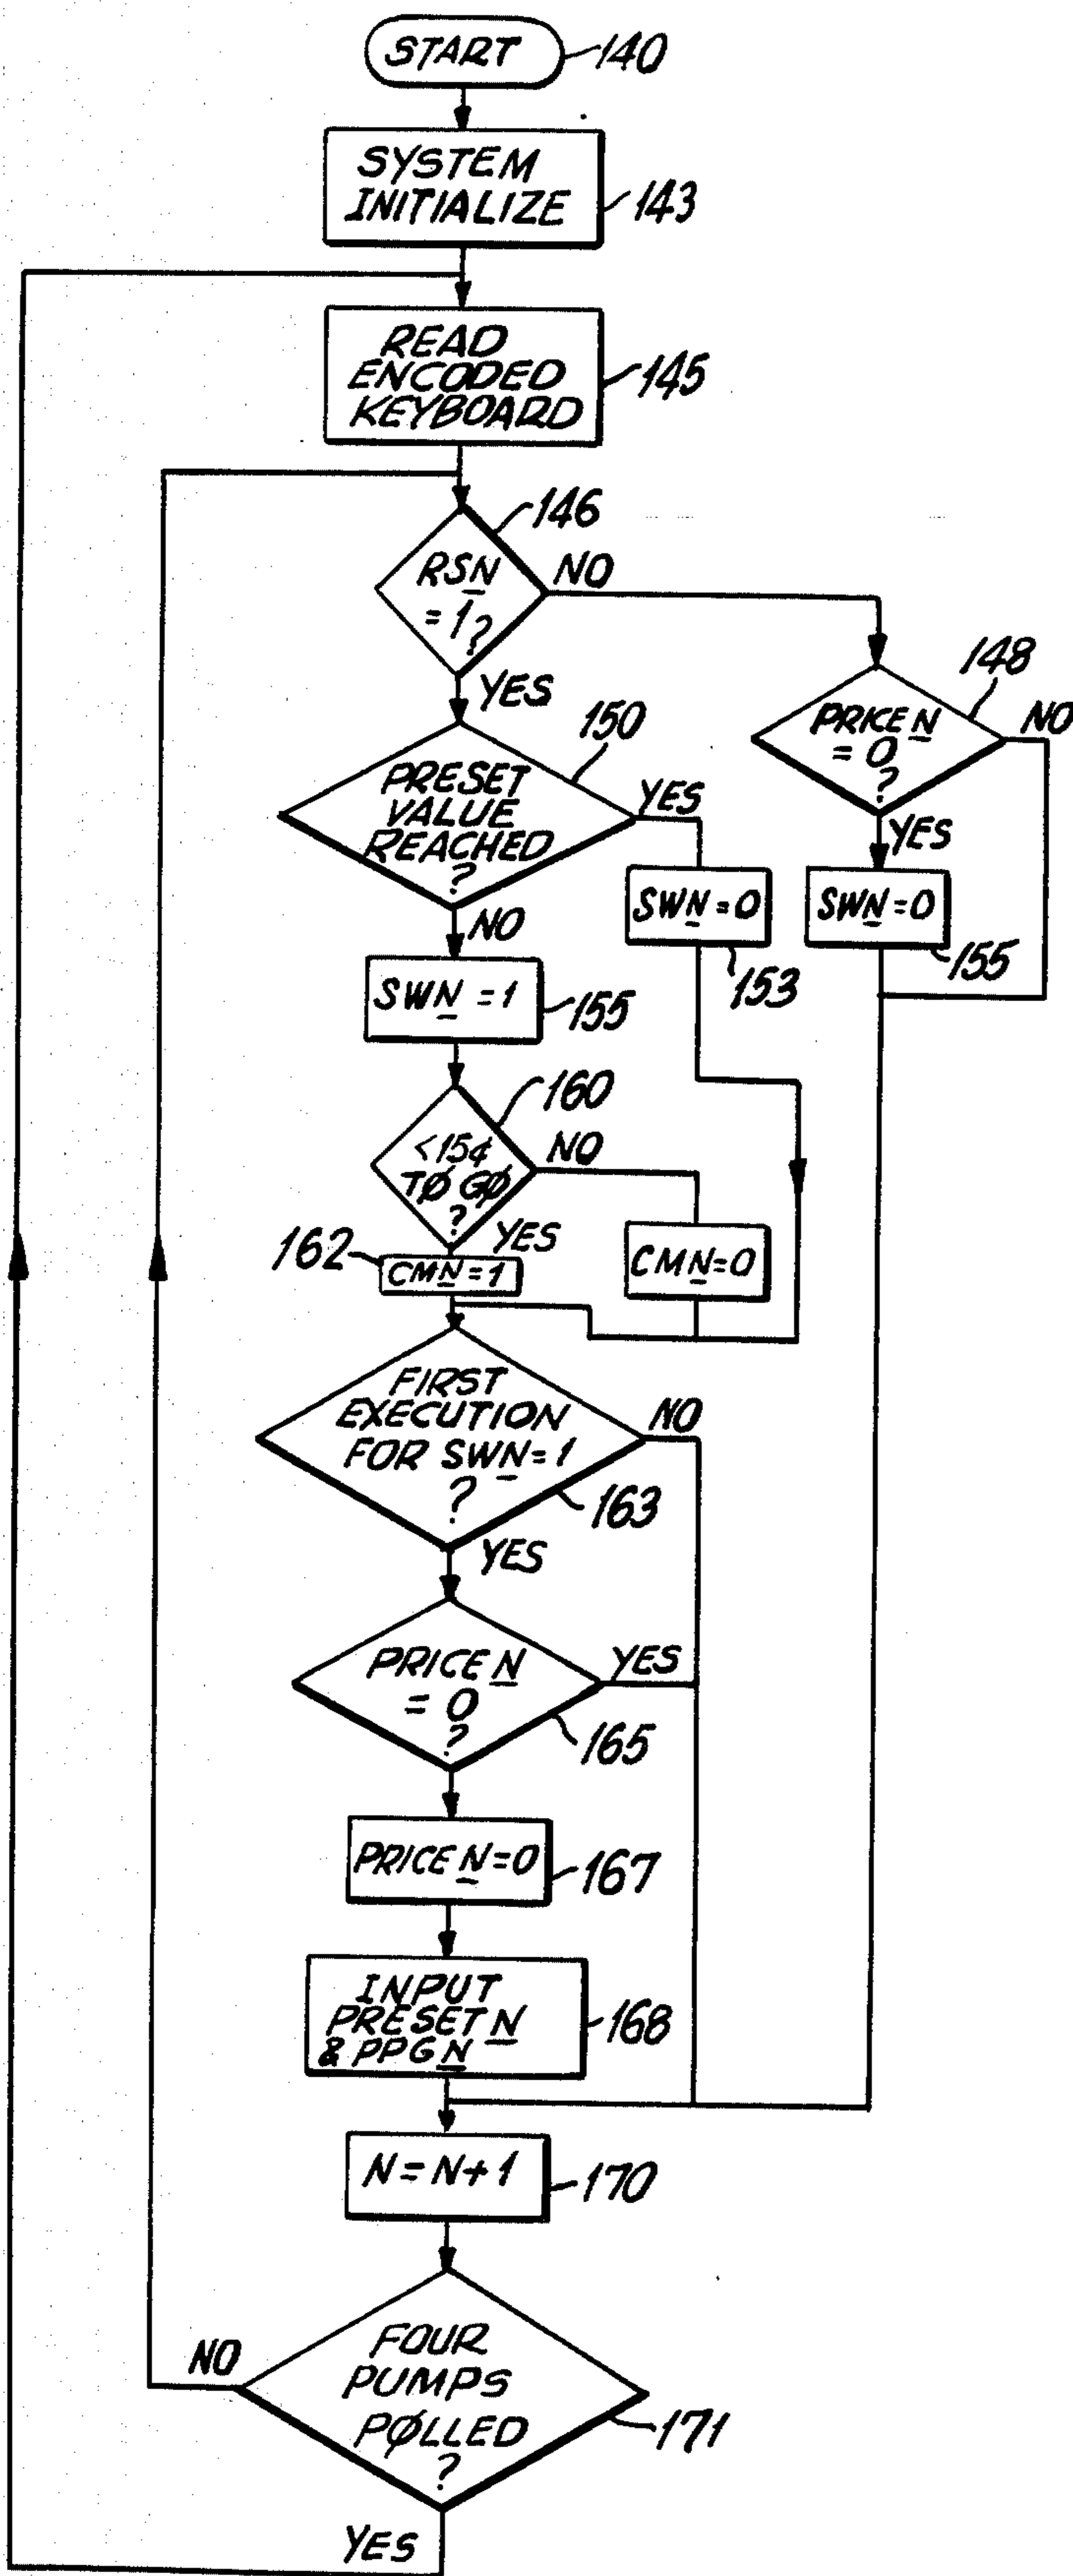 START
140
SYSTEM
INITIALIZE
143
READ
ENCODED
KEYBOARD
145
146
RSN
= 1
?
NO
YES
148
PRICE N
= 0
?
NO
YES
150
PRESET
VALUE
REACHED
?
YES
NO
SWN = 0
153
SWN = 0
155
SWN = 1
155
160
<15¢
TØ GØ
?
NO
YES
162
CMN = 1
CMN = 0
FIRST
EXECUTION
FOR SWN = 1
?
NO
163
YES
PRICE N
= 0
?
YES
165
PRICE N = 0
167
INPUT
PRESET N
& PPG N
168
N = N + 1
170
FOUR
PUMPS
PØLLED
?
NO
171
YES